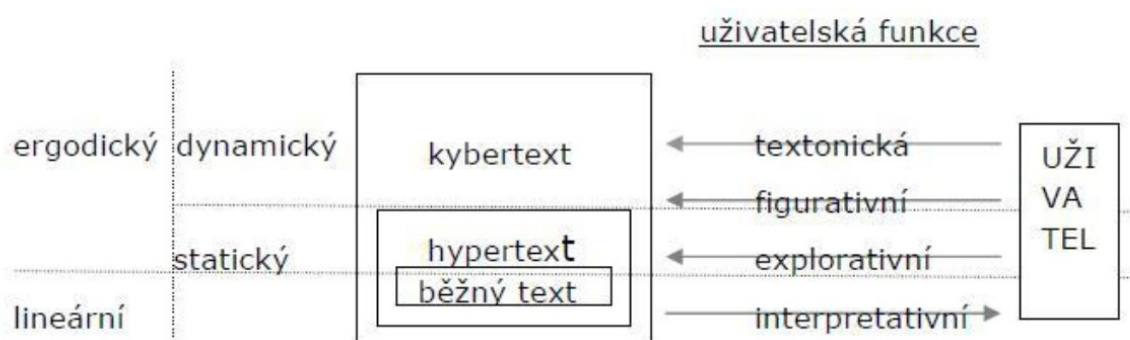 uživatelská funkce
ergodický dynamický kybertext textonická UŽI
figurativní VA
statický hypertext explorativní TEL
běžný text
lineární interpretativní